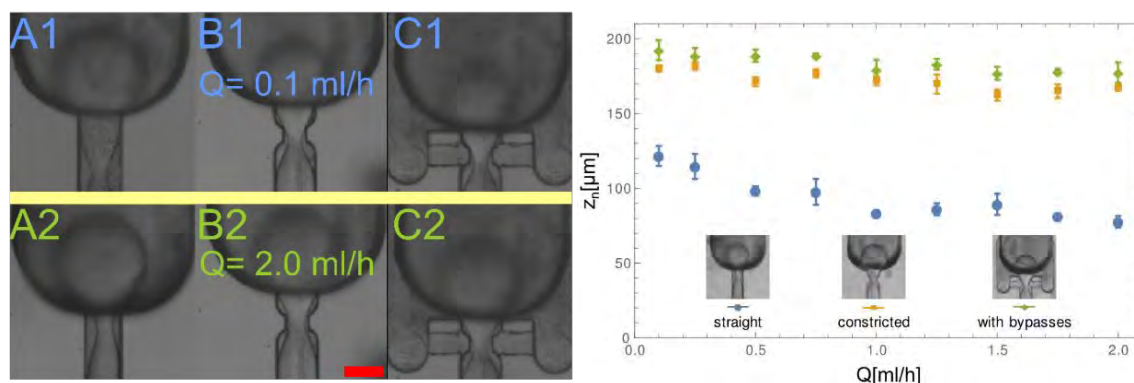 A1 B1 C1
Q= 0.1 ml/h
A2 B2 C2
Q= 2.0 ml/h
200
150
100
50
0
zn[μm]
straight constricted with bypasses
0.0 0.5 1.0 1.5 2.0
Q[ml/h]